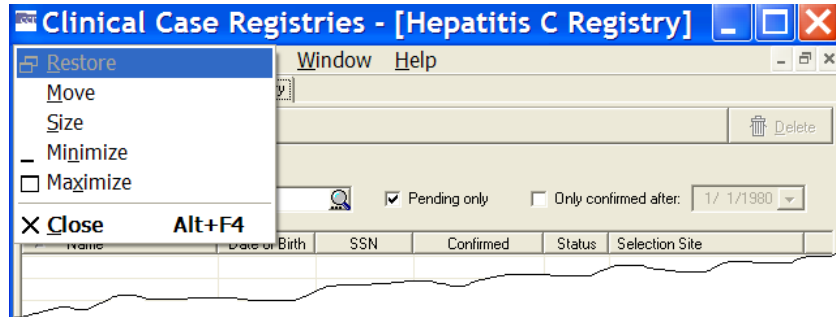 Clinical Case Registries - [Hepatitis C Registry]
Restore Window Help
Move
Size Delete
Minimize
Maximize Pending only Only confirmed after: 1/ 1/1980
Close Alt+F4
Name Date of Birth SSN Confirmed Status Selection Site